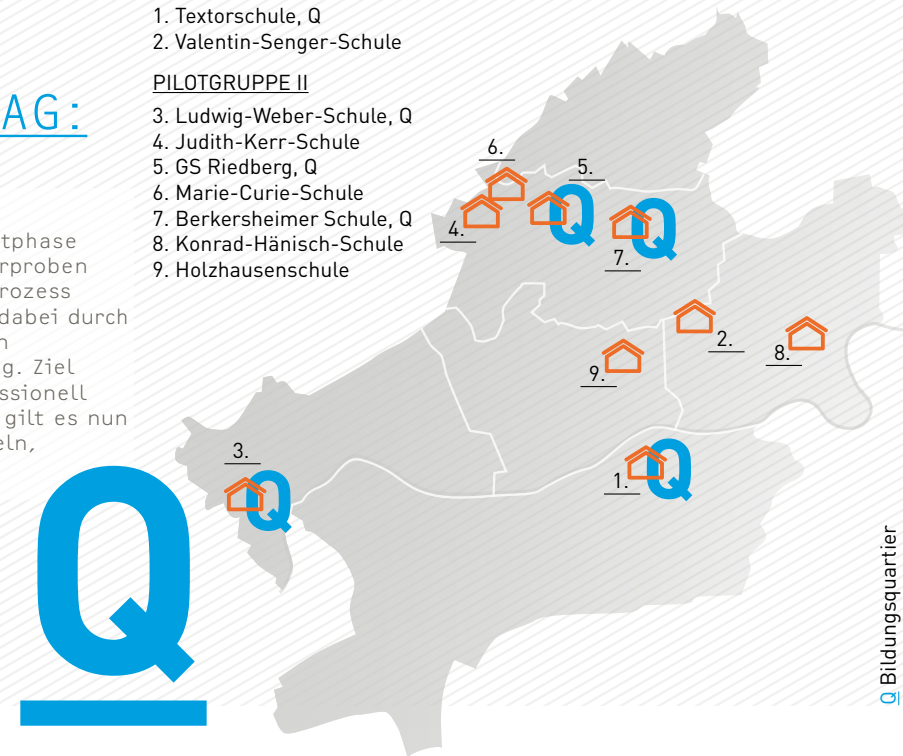 1. Textorschule, Q
2. Valentin-Senger-Schule
PILOTGRUPPE II
3. Ludwig-Weber-Schule, Q
4. Judith-Kerr-Schule
5. GS Riedberg, Q
6. Marie-Curie-Schule
7. Berkersheimer Schule, Q
8. Konrad-Hänisch-Schule
9. Holzhausenschule
AG:
tphase
rproben
rozess
dabei durch
n
g. Ziel
ssionell
gilt es nun
eln,
Q
6.
5.
Q
4.
Q
7.
2.
8.
9.
3.
Q
1.
Q
Q Bildungsquartier